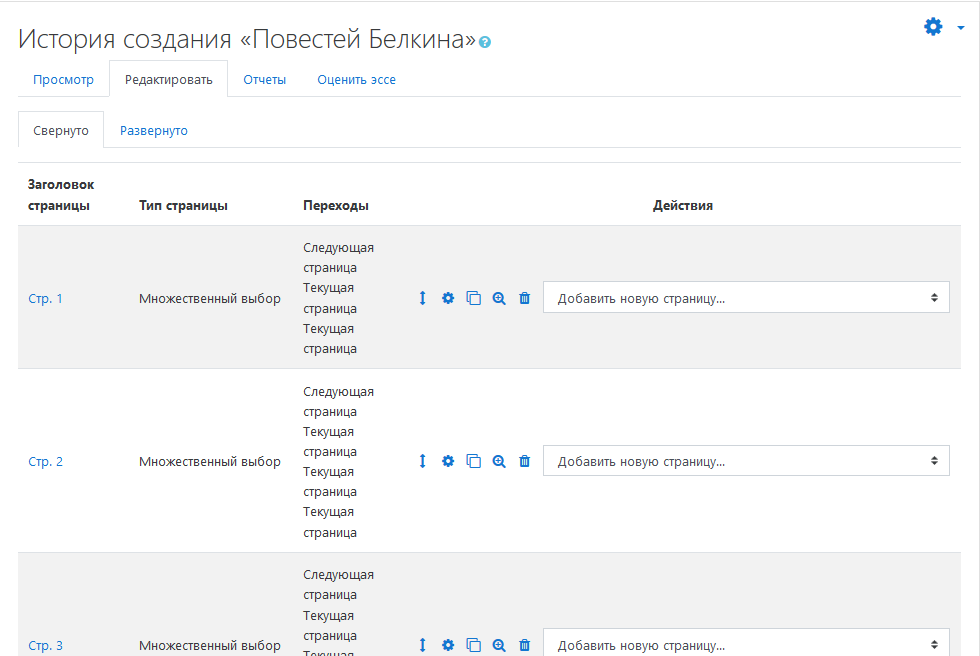 История создания «Повестей Белкина»
Просмотр Редактировать Отчеты Оценить эссе
Свернуто Развернуто
Заголовок
страницы Тип страницы Переходы Действия
Следующая
страница
Текущая
Стр. 1 Множественный выбор Добавить новую страницу...
страница
Текущая
страница
Следующая
страница
Текущая
страница
Стр. 2 Множественный выбор Добавить новую страницу...
Текущая
страница
Текущая
страница
Следующая
страница
Текущая
страница
Стр. 3 Множественный выбор Добавить новую страницу...
Текущая